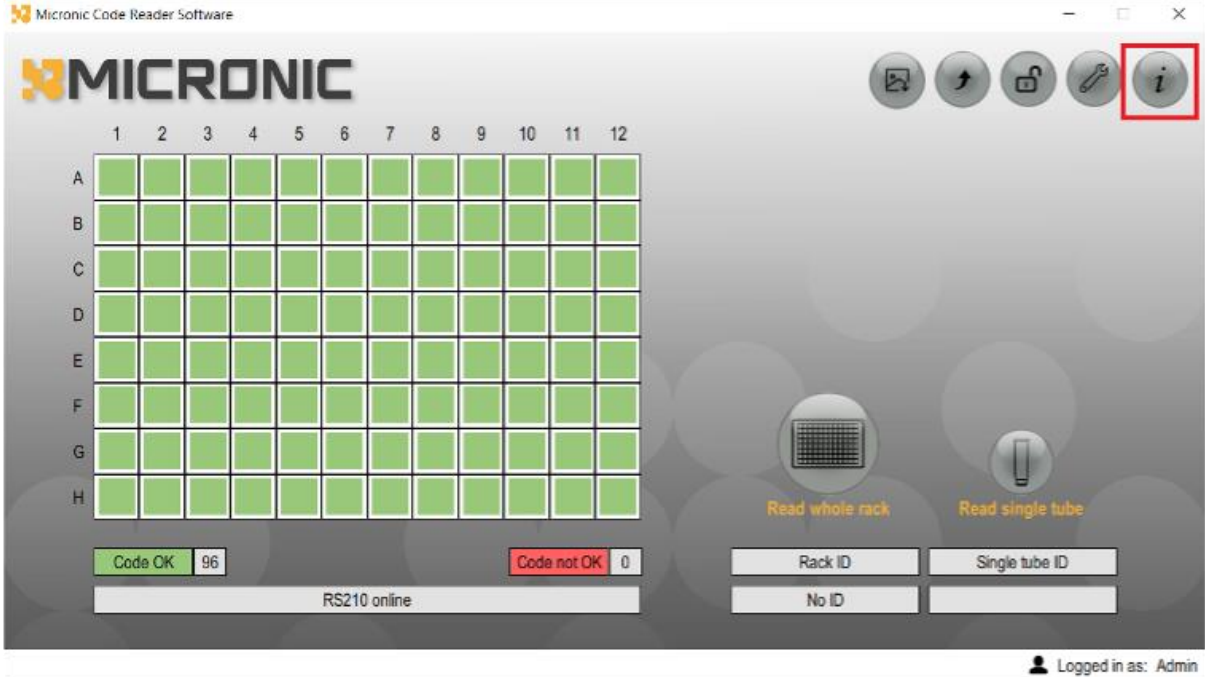 Micronic Code Reader Software
MICRONIC
i
1 2 3 4 5 6 7 8 9 10 11 12
A
B
C
D
E
F
G
H
Read whole rack Read single tube
Code OK 96 Code not OK 0 Rack ID Single tube ID
RS210 online No ID
Logged in as: Admin